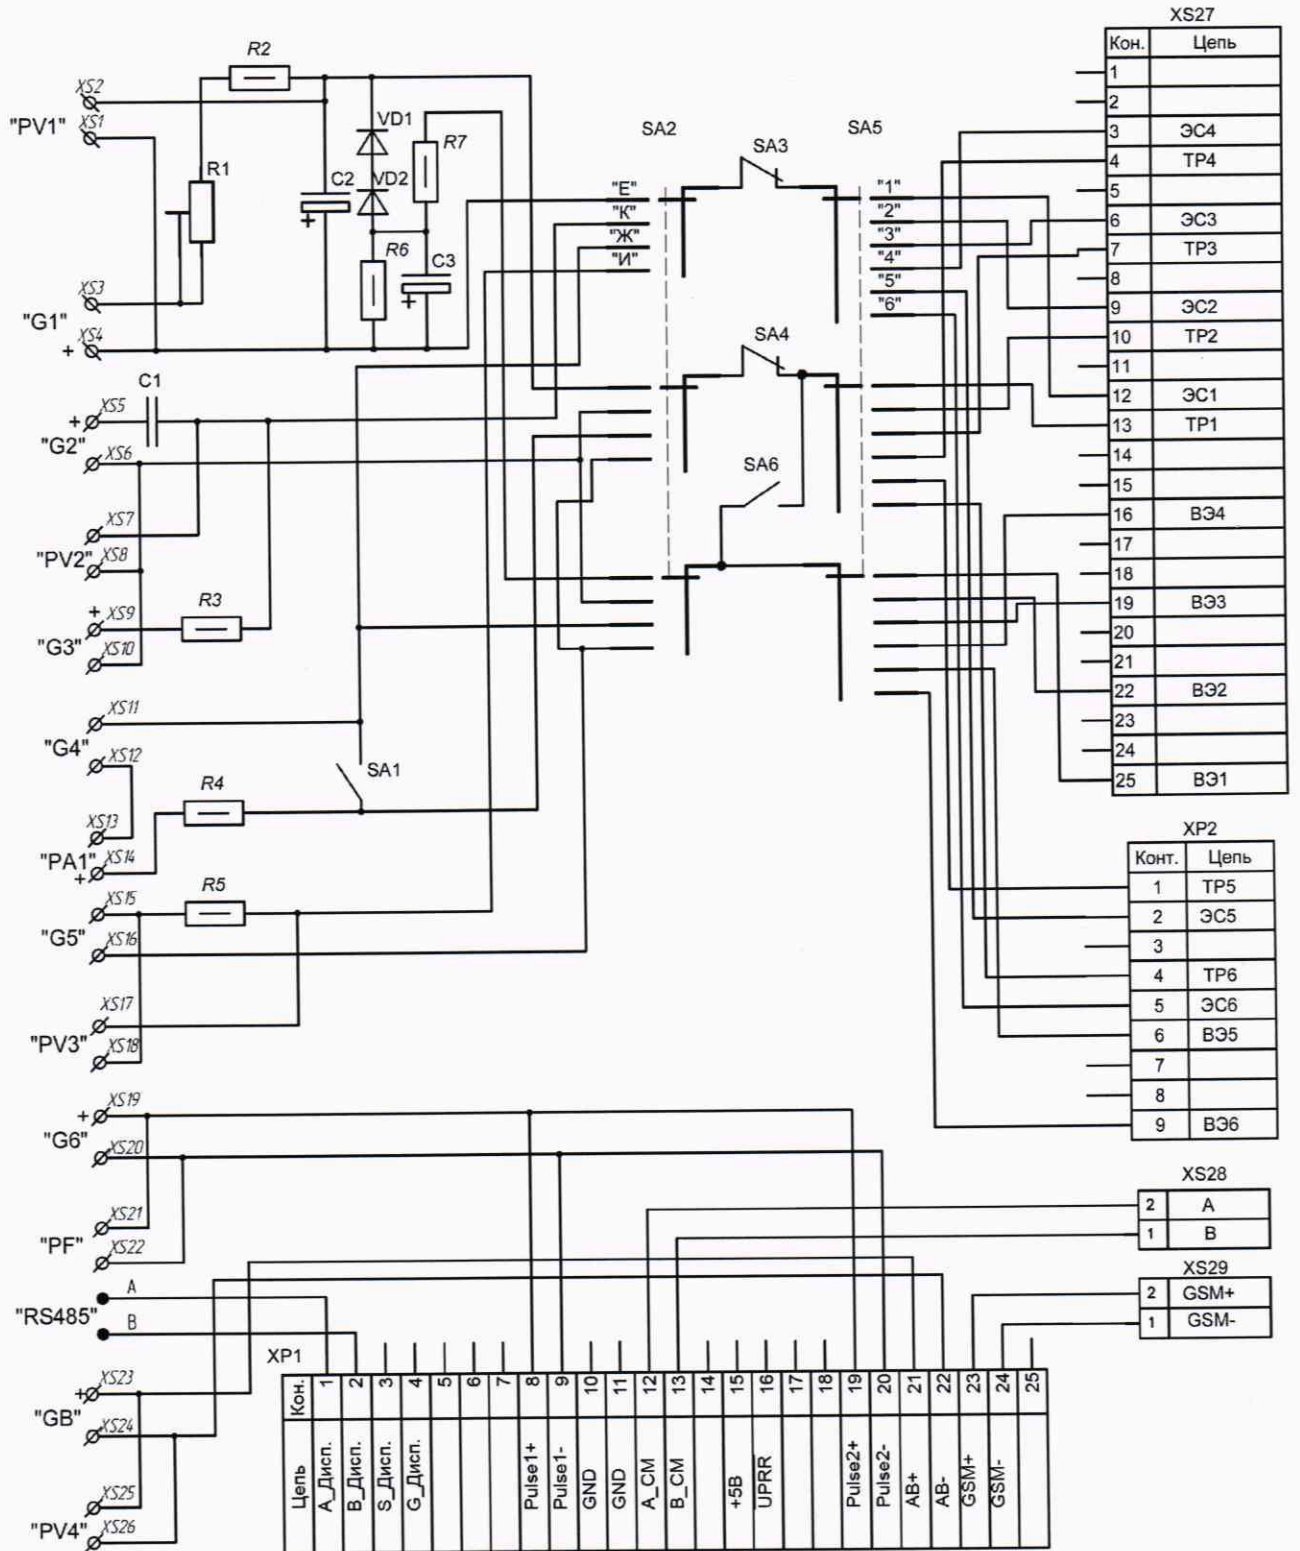 XS27
Кон. Цепь
1
2
3 ЭС4
4 ТР4
5
6 ЭС3
7 ТР3
8
9 ЭС2
10 ТР2
11
12 ЭС1
13 ТР1
14
15
16 ВЭ4
17
18
19 ВЭ3
20
21
22 ВЭ2
23
24
25 ВЭ1
XP2
Конт. Цепь
1 ТР5
2 ЭС5
3
4 ТР6
5 ЭС6
6 ВЭ5
7
8
9 ВЭ6
XS28
2 A
1 B
XS29
2 GSM+
1 GSM-
R2
XS2
"PV1"
XS1
R1
VD1
R7
C2
+
VD2
R6
C3
+
XS3
"G1"
+ XS4
C1
+ XS5
"G2"
XS6
XS7
"PV2" XS8
+ XS9
R3
"G3" XS10
XS11
"G4"
XS12
SA1
R4
XS13
"PA1" XS14
+
XS15
R5
"G5" XS16
XS17
"PV3" XS18
+ XS19
"G6"
XS20
XS21
"PF"
XS22
A
"RS485"
B
+ XS23
"GB"
XS24
XS25
"PV4" XS26
SA2
SA3
SA5
"Е"
"К"
"Ж"
"И"
"1"
"2"
"3"
"4"
"5"
"6"
SA4
SA6
XP1
Кон. Цепь
1 А_Дисп.
2 В_Дисп.
3 S_Дисп.
4 G_Дисп.
5
6
7
8 Pulse1+
9 Pulse1-
10 GND
11 GND
12 A_CM
13 B_CM
14
15 +5В
16 UPRR
17
18
19 Pulse2+
20 Pulse2-
21 AB+
22 AB-
23 GSM+
24 GSM-
25